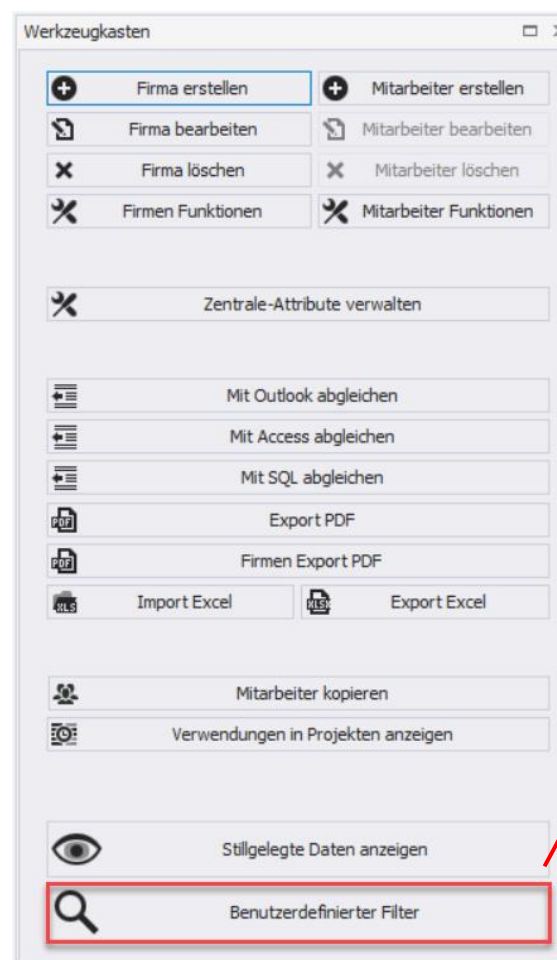 Werkzeugkasten
Firma erstellen
Mitarbeiter erstellen
Firma bearbeiten
Mitarbeiter bearbeiten
Firma löschen
Mitarbeiter löschen
Firmen Funktionen
Mitarbeiter Funktionen
Zentrale-Attribute verwalten
Mit Outlook abgleichen
Mit Access abgleichen
Mit SQL abgleichen
PDF
Export PDF
PDF
Firmen Export PDF
XLS
Import Excel
XLSX
Export Excel
Mitarbeiter kopieren
Verwendungen in Projekten anzeigen
Stillgelegte Daten anzeigen
Benutzerdefinierter Filter